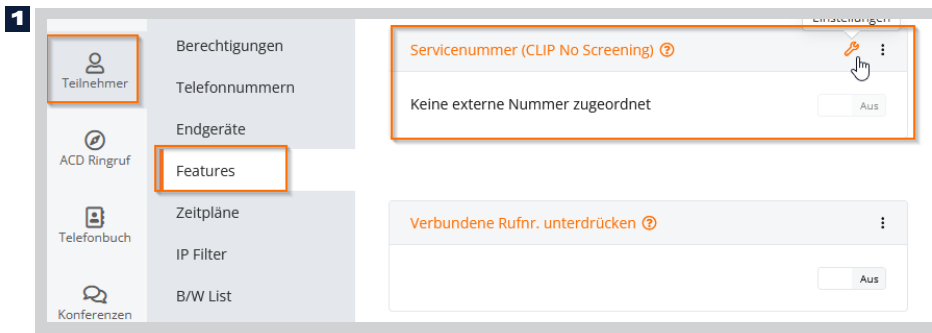 1
Einstellungen
Teilnehmer
ACD Ringruf
Telefonbuch
Konferenzen
Berechtigungen
Telefonnummern
Endgeräte
Features
Zeitpläne
IP Filter
B/W List
Servicenummer (CLIP No Screening)
Keine externe Nummer zugeordnet
Aus
Verbundene Rufnr. unterdrücken
Aus